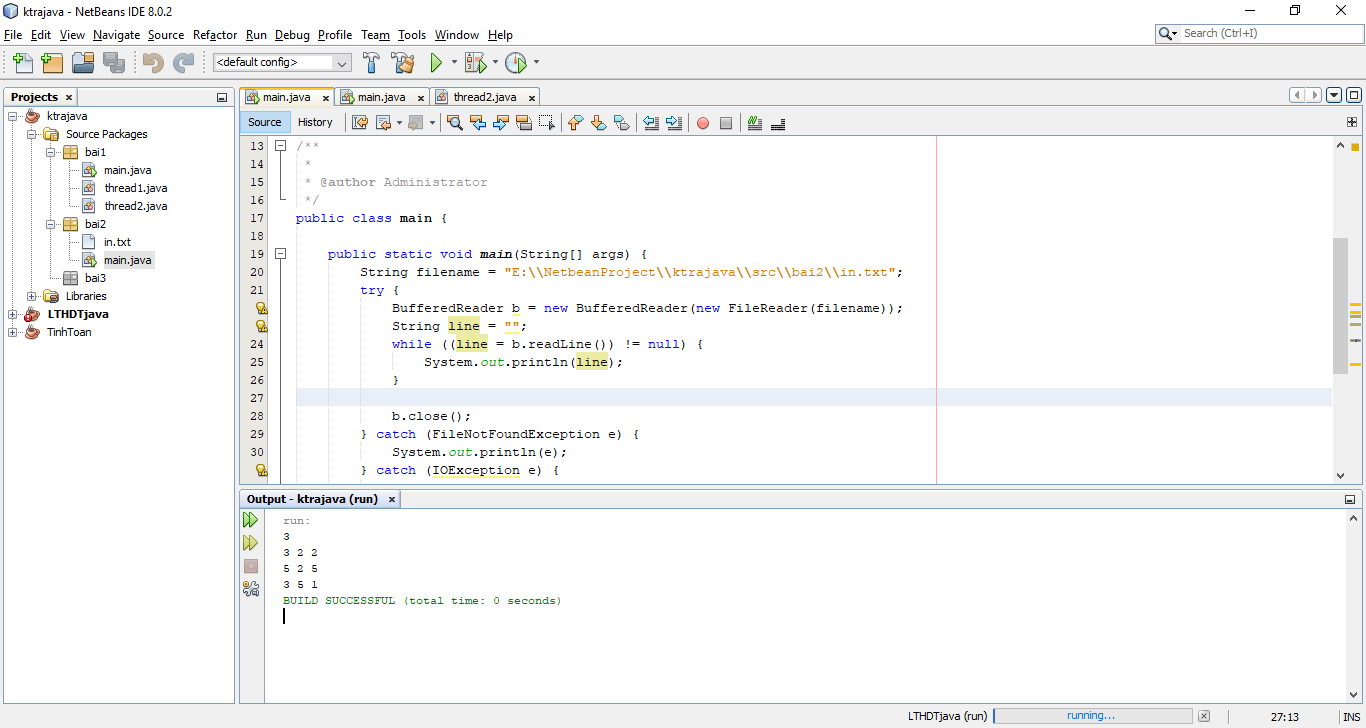 ktrajava - NetBeans IDE 8.0.2
File Edit View Navigate Source Refactor Run Debug Profile Team Tools Window Help
Search (Ctrl+I)
<default config>
Projects
ktrajava
Source Packages
bai1
main.java
thread1.java
thread2.java
bai2
in.txt
main.java
bai3
Libraries
LTHDTjava
TinhToan
main.java main.java thread2.java
Source History
13 /**
14 *
15 * @author Administrator
16 */
17 public class main {
18
19 public static void main(String[] args) {
20 String filename = "E:\\NetbeanProject\\ktrajava\\src\\bai2\\in.txt";
21 try {
BufferedReader b = new BufferedReader(new FileReader(filename));
String line = "";
24 while ((line = b.readLine()) != null) {
25 System.out.println(line);
26 }
27
28 b.close();
29 } catch (FileNotFoundException e) {
30 System.out.println(e);
} catch (IOException e) {
Output - ktrajava (run)
run:
3
3 2 2
5 2 5
3 5 1
BUILD SUCCESSFUL (total time: 0 seconds)
LTHDTjava (run) running... 27:13 INS